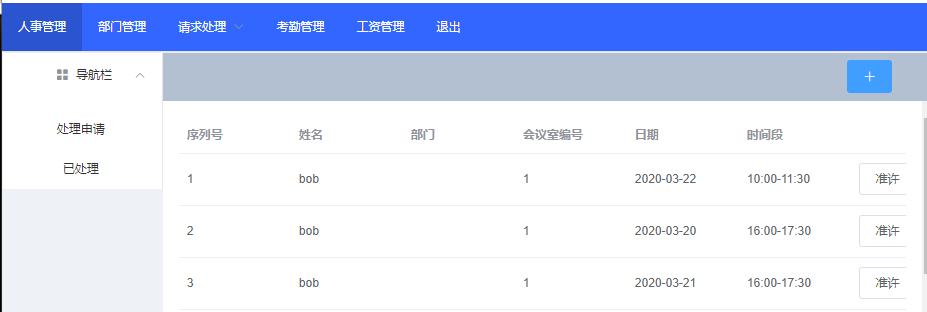 人事管理 部门管理 请求处理 考勤管理 工资管理 退出
导航栏
处理申请
已处理
+
序列号 姓名 部门 会议室编号 日期 时间段
1 bob 1 2020-03-22 10:00-11:30 准许
2 bob 1 2020-03-20 16:00-17:30 准许
3 bob 1 2020-03-21 16:00-17:30 准许